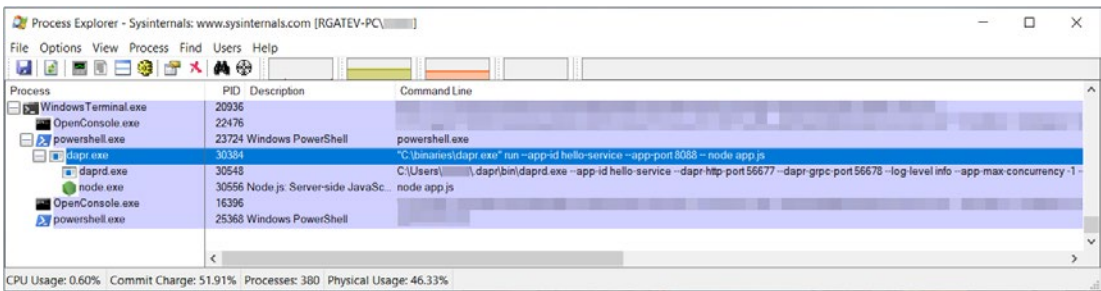 Process Explorer - Sysinternals: www.sysinternals.com [RGATEV-PC\ ]
File Options View Process Find Users Help
Process PID Description Command Line
WindowsTerminal.exe 20936
OpenConsole.exe 22476
powershell.exe 23724 Windows PowerShell powershell.exe
dapr.exe 30384 "C:\binaries\dapr.exe" run --app-id hello-service --app-port 8088 -- node app.js
daprd.exe 30548 C:\Users\ \.dapr\bin\daprd.exe --app-id hello-service --dapr-http-port 56677 --dapr-grpc-port 56678 --log-level info --app-max-concurrency -1 -
node.exe 30556 Node.js: Server-side JavaSc... node app.js
OpenConsole.exe 16396
powershell.exe 25368 Windows PowerShell
CPU Usage: 0.60% Commit Charge: 51.91% Processes: 380 Physical Usage: 46.33%